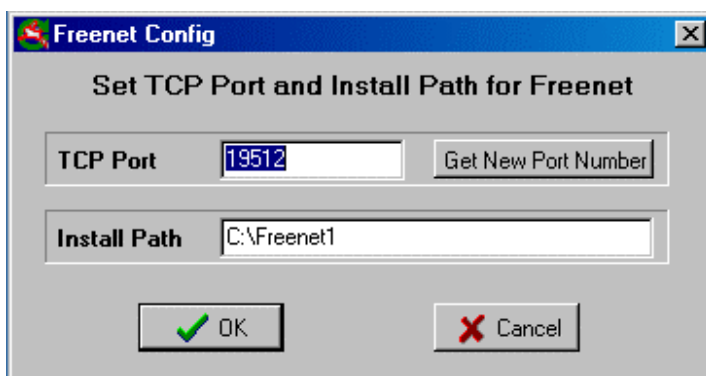 Freenet Config
Set TCP Port and Install Path for Freenet
TCP Port 19512 Get New Port Number
Install Path C:\Freenet1
OK Cancel